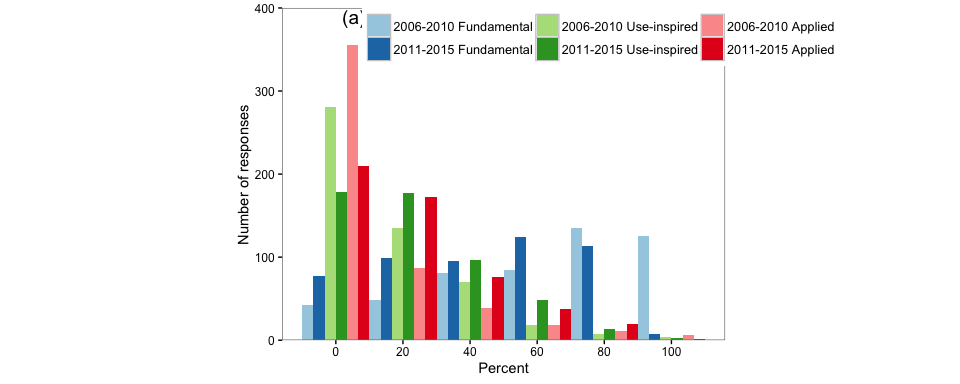 (a)
2006-2010 Fundamental 2006-2010 Use-inspired 2006-2010 Applied
2011-2015 Fundamental 2011-2015 Use-inspired 2011-2015 Applied
400
300
200
100
0
Number of responses
0 20 40 60 80 100
Percent